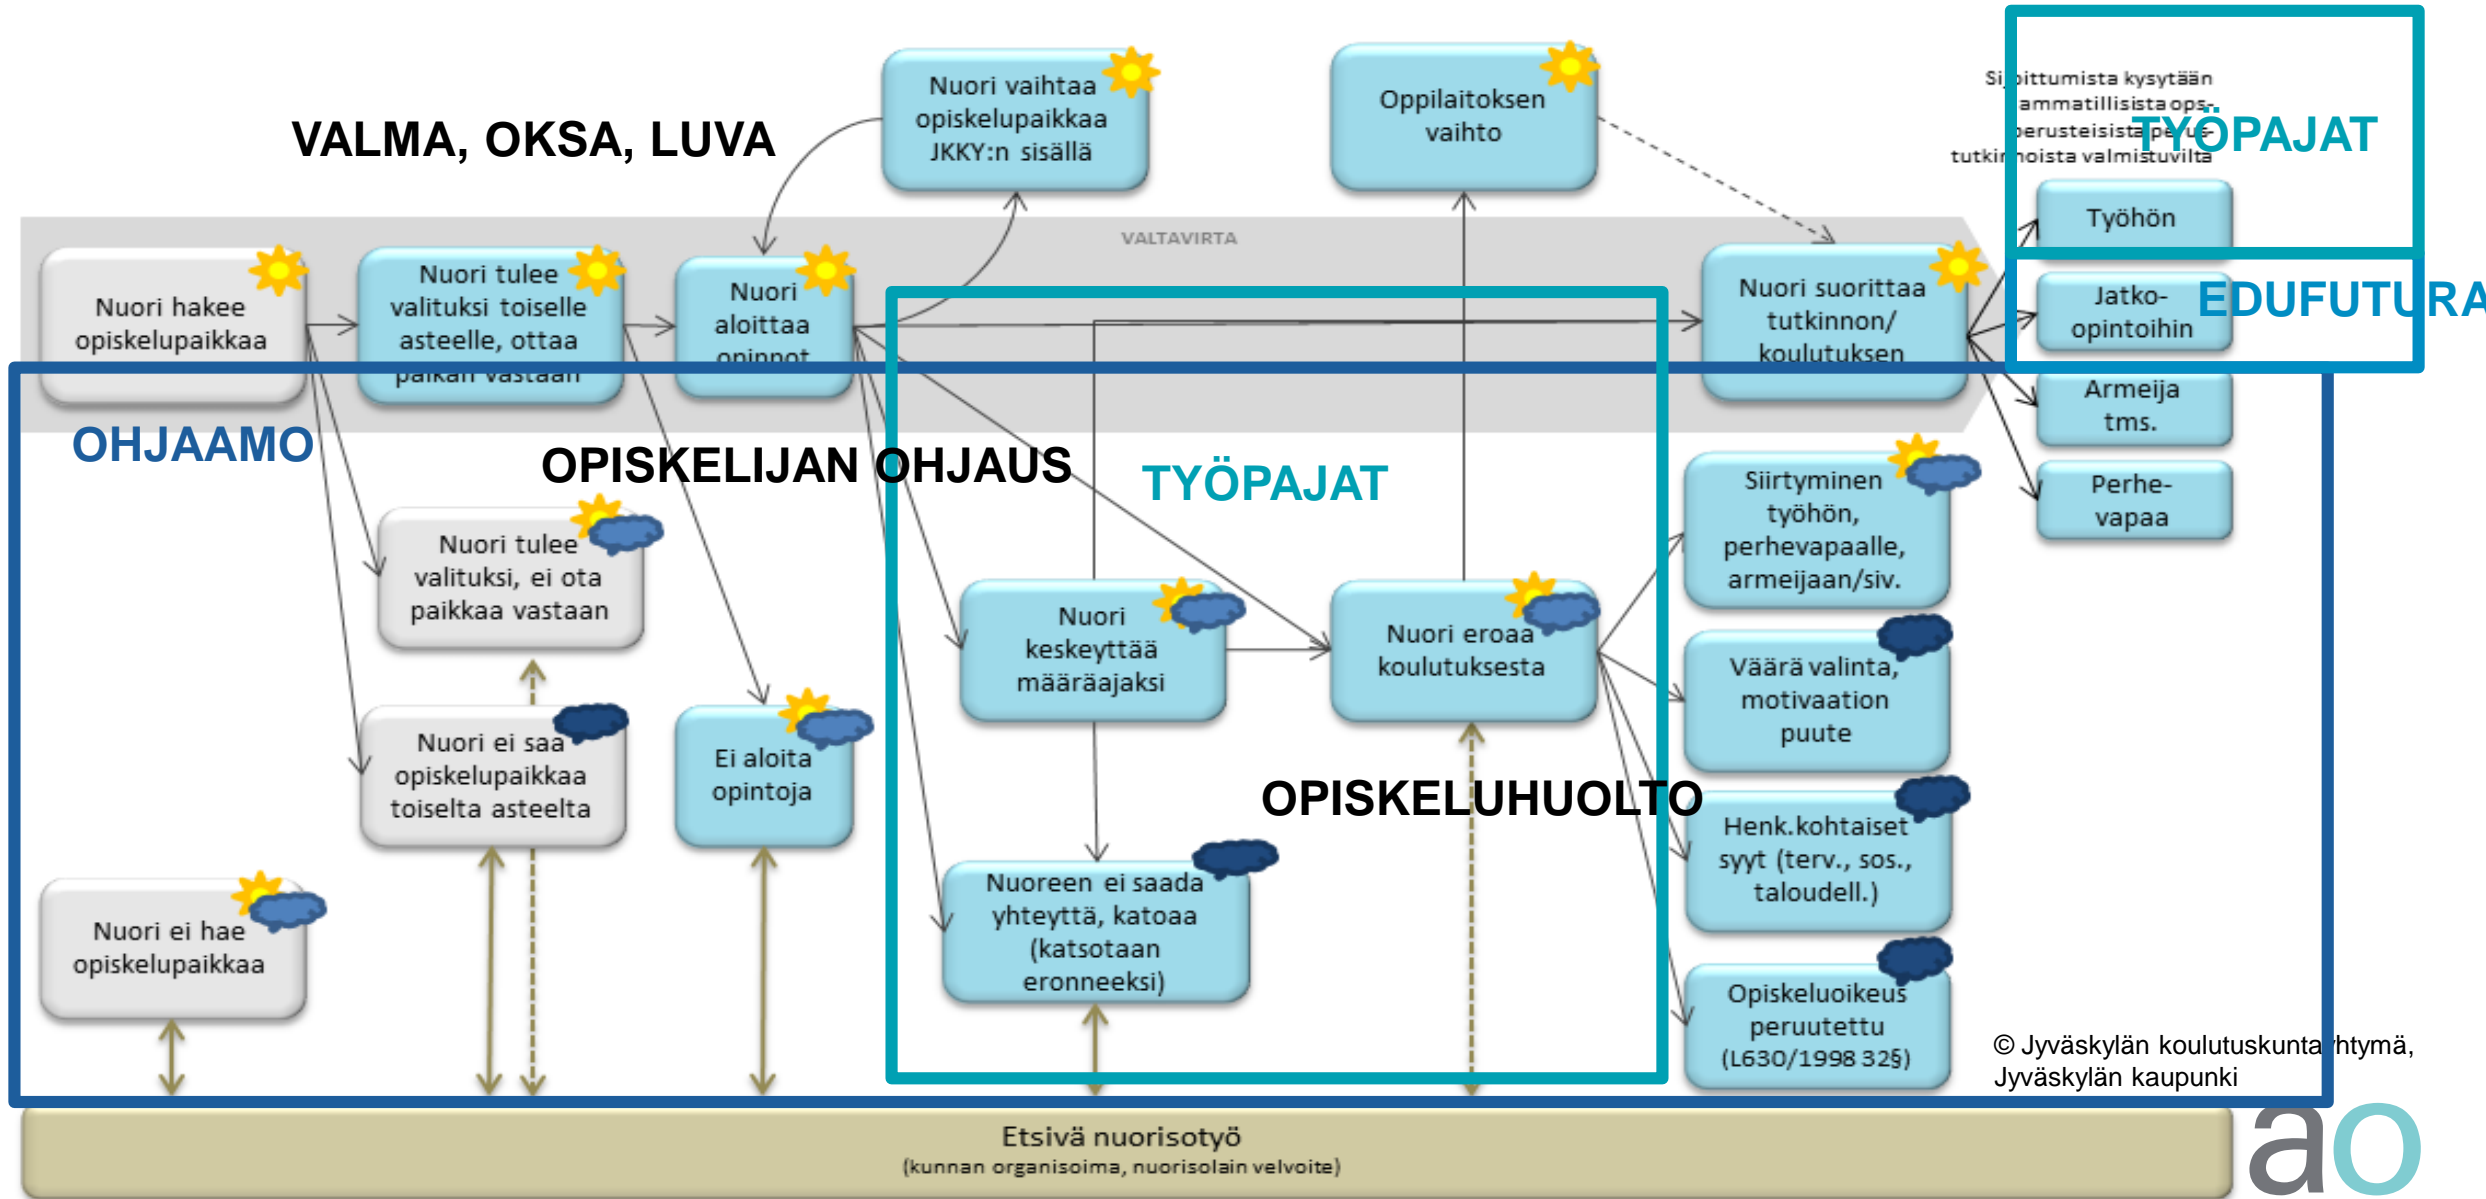 VALMA, OKSA, LUVA
Nuori vaihtaa
opiskelupaikkaa
JKKY:n sisällä
Oppilaitoksen
vaihto
Sijoittumista kysytään
ammatillisista ops-
perusteisista perus-
tutkinnoista valmistuvilta
TYÖPAJAT
VALTAVIRTA
Nuori hakee
opiskelupaikkaa
Nuori tulee
valituksi toiselle
asteelle, ottaa
paikan vastaan
Nuori
aloittaa
opinnot
Nuori suorittaa
tutkinnon/
koulutuksen
Työhön
Jatko-
opintoihin
EDUFUTURA
Armeija
tms.
Perhe-
vapaa
OHJAAMO
OPISKELIJAN OHJAUS
TYÖPAJAT
Nuori tulee
valituksi, ei ota
paikkaa vastaan
Nuori ei saa
opiskelupaikkaa
toiselta asteelta
Ei aloita
opintoja
Nuori
keskeyttää
määräajaksi
Nuori eroaa
koulutuksesta
Siirtyminen
työhön,
perhevapaalle,
armeijaan/siv.
Väärä valinta,
motivaation
puute
OPISKELUHUOLTO
Henk.kohtaiset
syyt (terv., sos.,
taloudell.)
Nuori ei hae
opiskelupaikkaa
Nuoreen ei saada
yhteyttä, katoaa
(katsotaan
eronneeksi)
Opiskeluoikeus
peruutettu
(L630/1998 32§)
© Jyväskylän koulutuskuntayhtymä,
Jyväskylän kaupunki
Etsivä nuorisotyö
(kunnan organisoima, nuorisolain velvoite)
ao